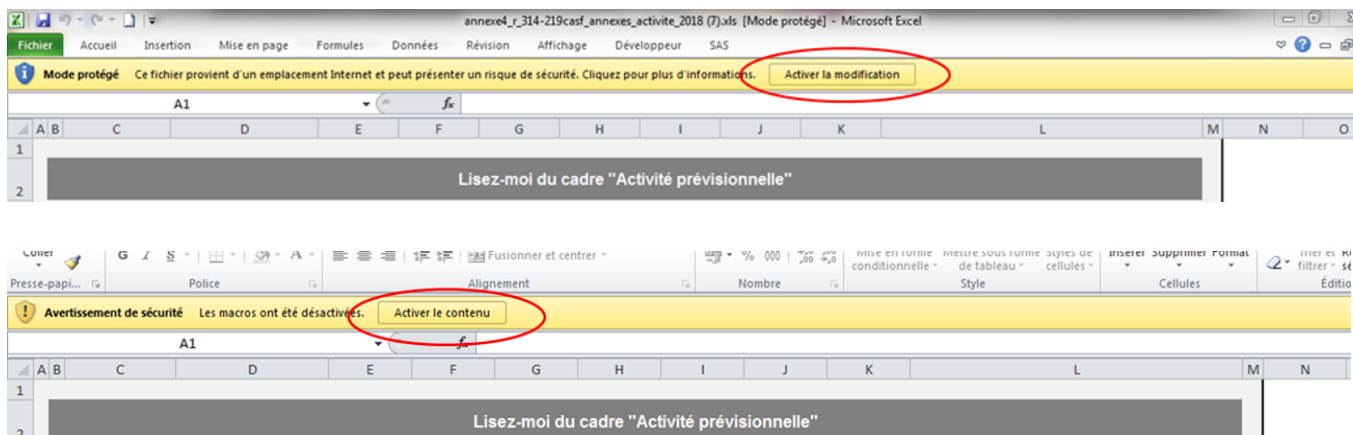 annexe4_r_314-219casf_annexes_activite_2018 (7).xls [Mode protégé] - Microsoft Excel
Fichier Accueil Insertion Mise en page Formules Données Révision Affichage Développeur SAS
Mode protégé Ce fichier provient d'un emplacement Internet et peut présenter un risque de sécurité. Cliquez pour plus d'informations. Activer la modification
A1 fx
A B C D E F G H I J K L M N O
1
2 Lisez-moi du cadre "Activité prévisionnelle"
Coller G I S A Fusionner et centrer % 000 Mise en forme Mettre sous forme Styles de Insérer Supprimer Format Trier et
conditionnelle de tableau cellules filtrer
Presse-papi... Police Alignement Nombre Style Cellules Éditio
Avertissement de sécurité Les macros ont été désactivées. Activer le contenu
A1 fx
A B C D E F G H I J K L M N
1
2 Lisez-moi du cadre "Activité prévisionnelle"